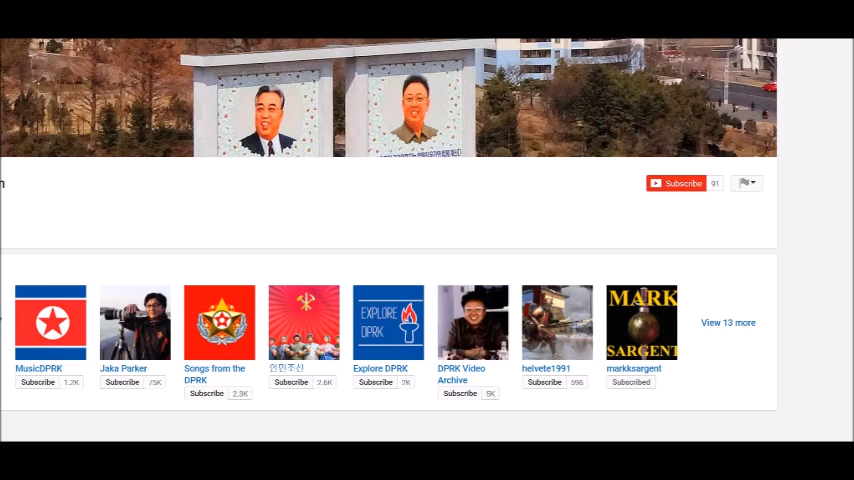 n
Subscribe 91
EXPLORE
DPRK
MARK
SARGENT
View 13 more
MusicDPRK
Subscribe 1.2K
Jaka Parker
Subscribe 75K
Songs from the
DPRK
Subscribe 2.3K
인민조선
Subscribe 2.6K
Explore DPRK
Subscribe 2K
DPRK Video
Archive
Subscribe 5K
helvete1991
Subscribe 596
markksargent
Subscribed